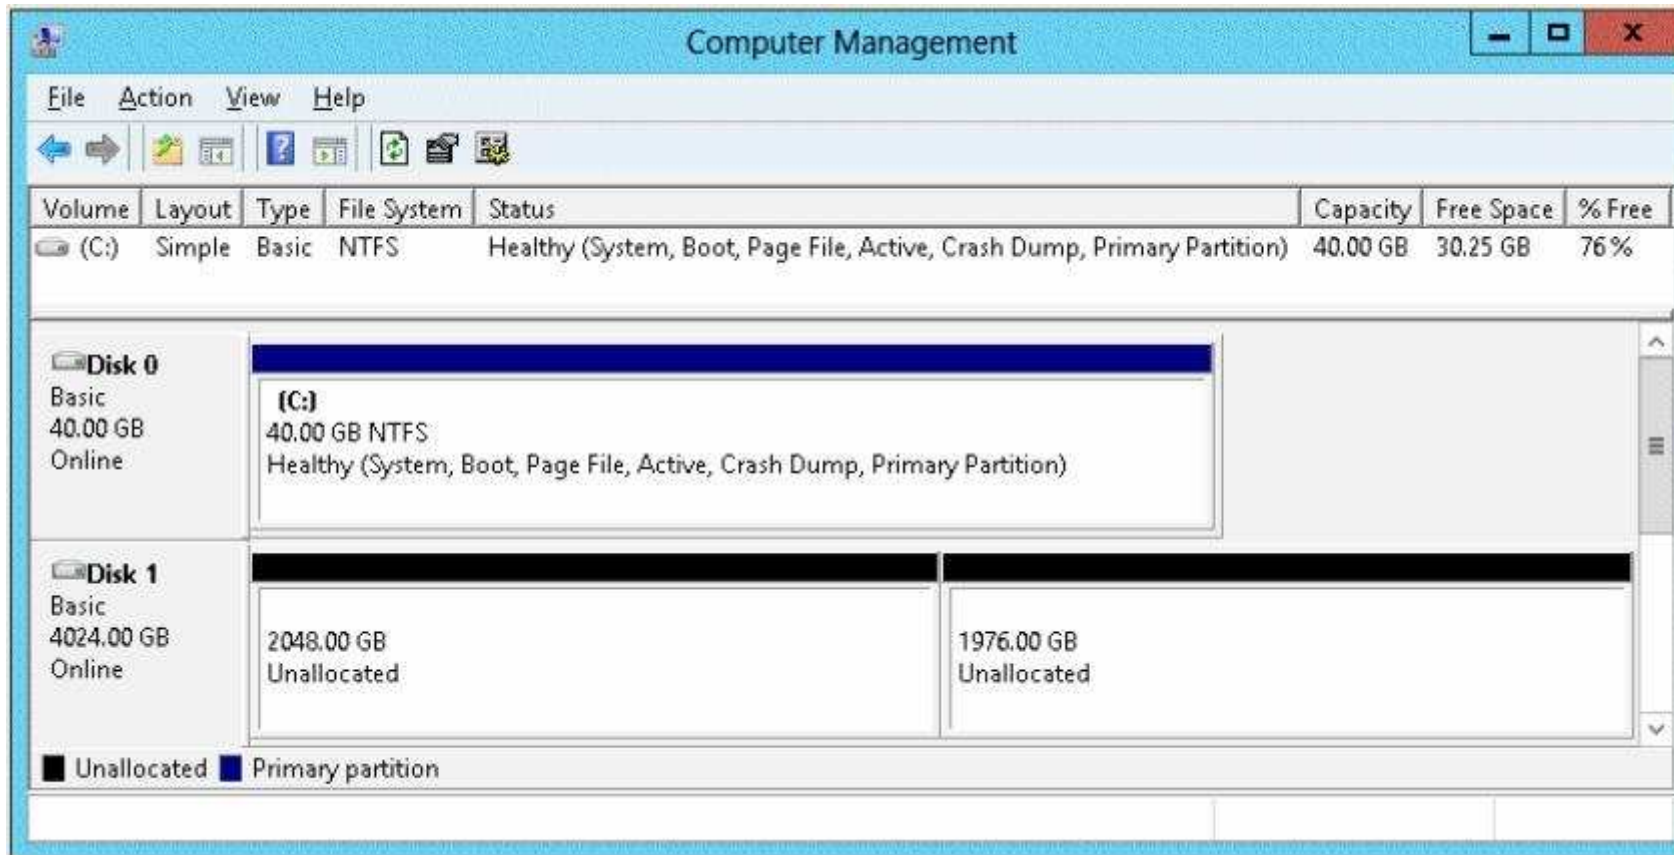 Computer Management
File Action View Help
Volume Layout Type File System Status Capacity Free Space % Free
(C:) Simple Basic NTFS Healthy (System, Boot, Page File, Active, Crash Dump, Primary Partition) 40.00 GB 30.25 GB 76 %
Disk 0
Basic
40.00 GB
Online
(C:)
40.00 GB NTFS
Healthy (System, Boot, Page File, Active, Crash Dump, Primary Partition)
Disk 1
Basic
4024.00 GB
Online
2048.00 GB
Unallocated
1976.00 GB
Unallocated
Unallocated Primary partition